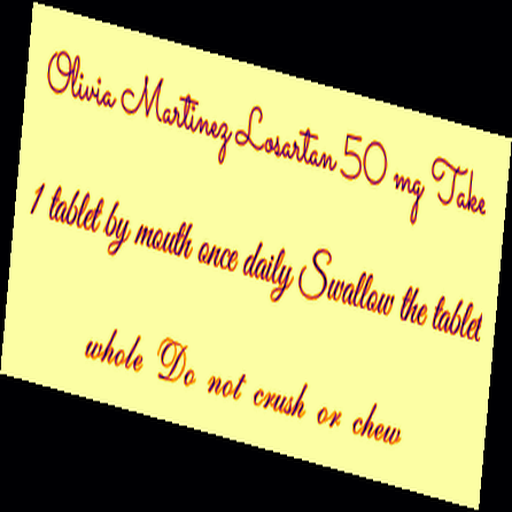 Olivia Martinez Losartan 50 mg Take
1 tablet by mouth once daily Swallow the tablet
whole Do not crush or chew